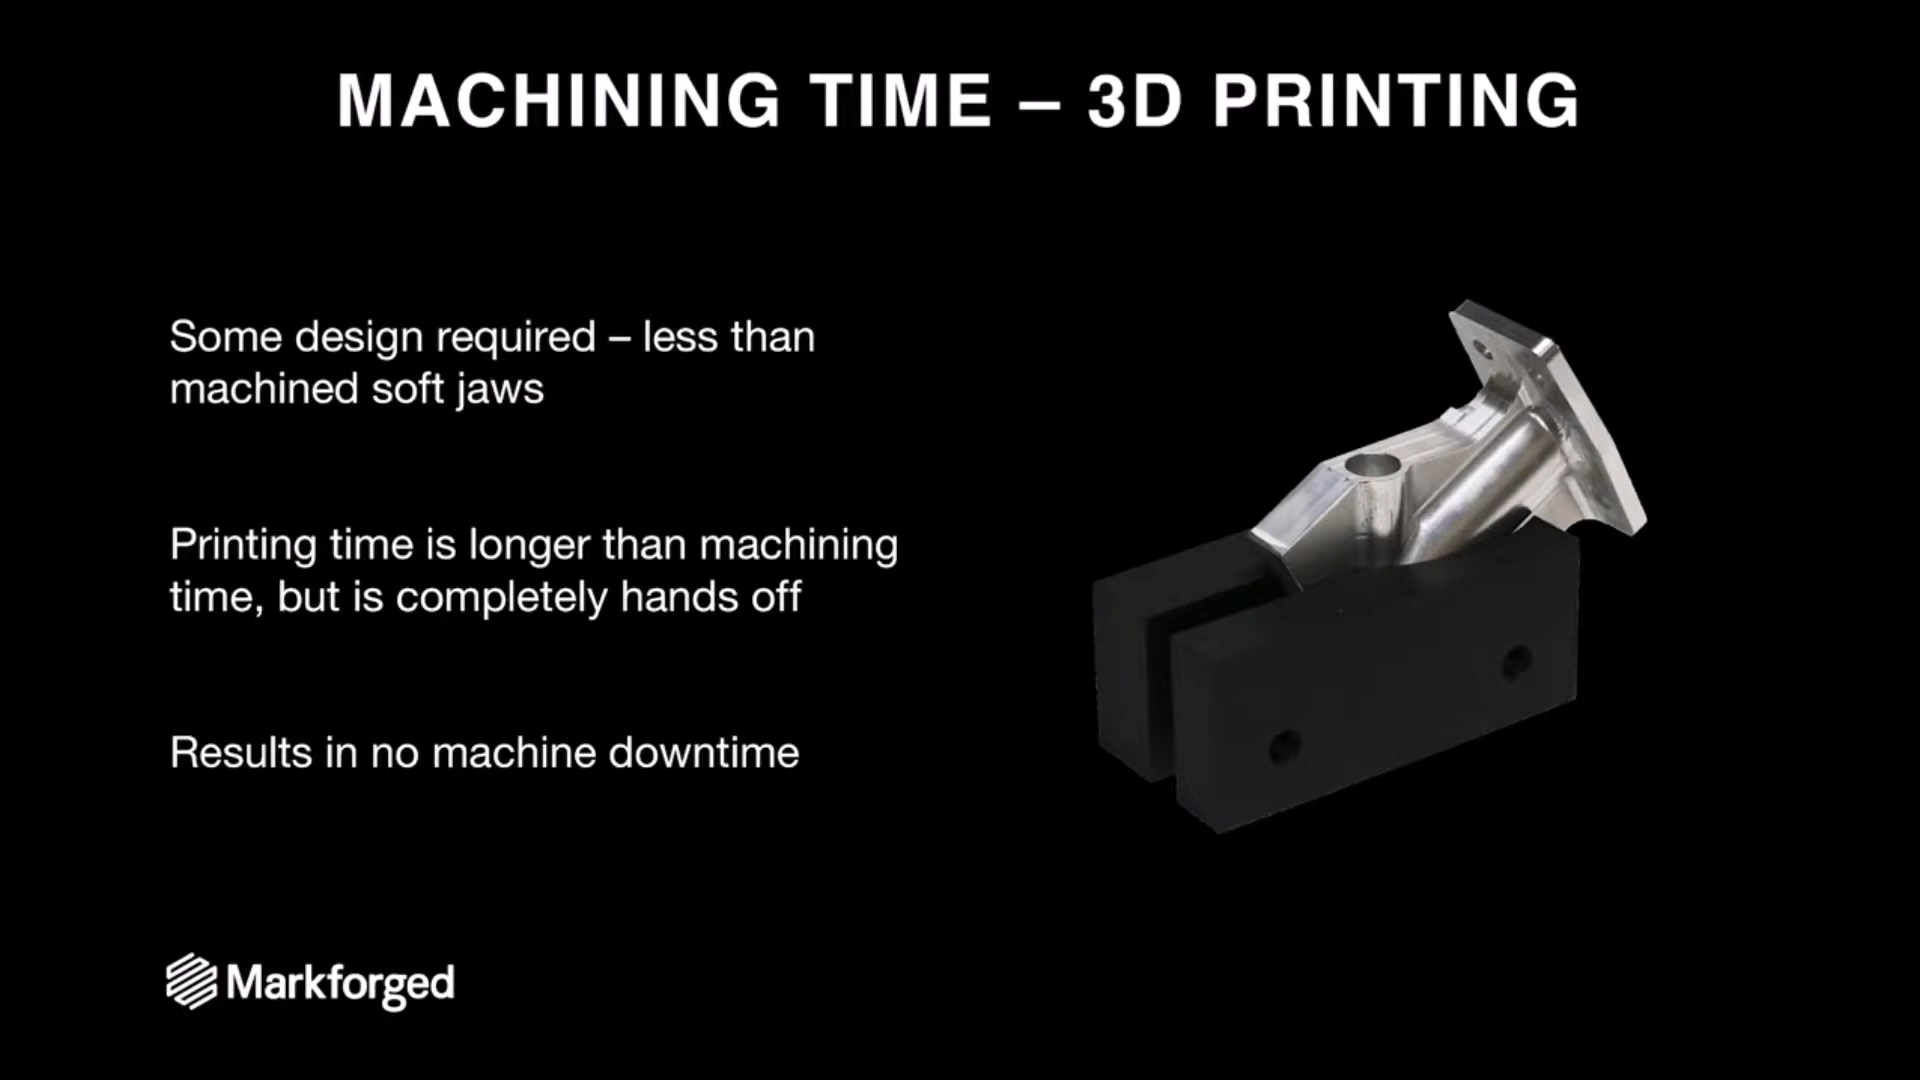 MACHINING TIME – 3D PRINTING
Some design required – less than
machined soft jaws
Printing time is longer than machining
time, but is completely hands off
Results in no machine downtime
Markforged